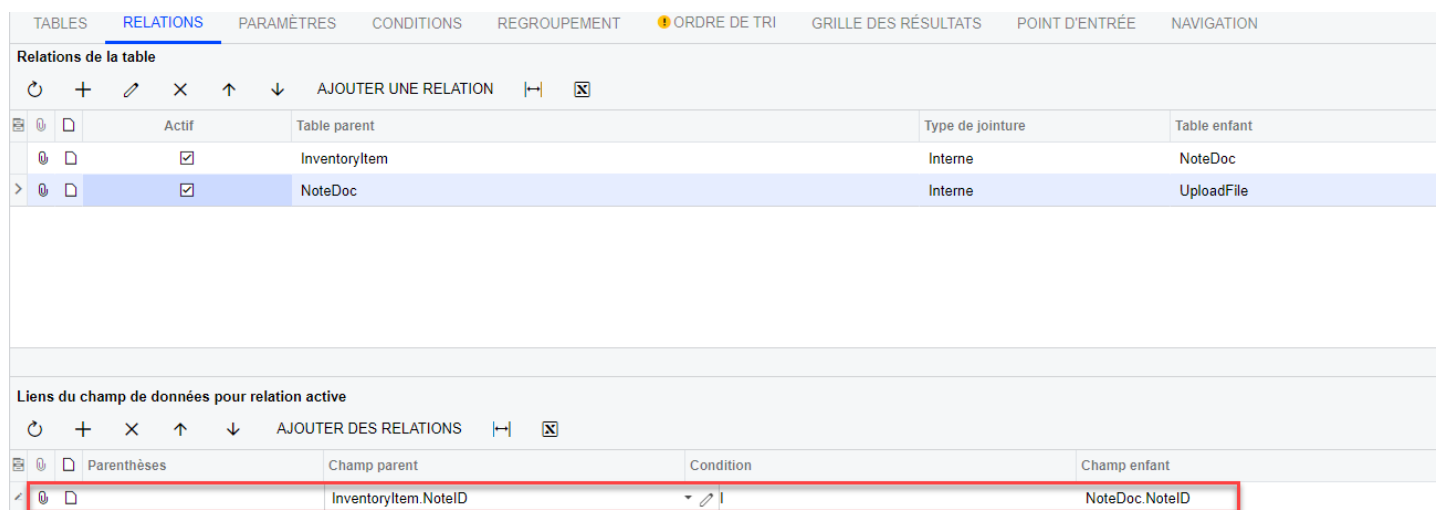 TABLES RELATIONS PARAMÈTRES CONDITIONS REGROUPEMENT ORDRE DE TRI GRILLE DES RÉSULTATS POINT D'ENTRÉE NAVIGATION
Relations de la table
AJOUTER UNE RELATION
Actif Table parent Type de jointure Table enfant
InventoryItem Interne NoteDoc
NoteDoc Interne UploadFile
Liens du champ de données pour relation active
AJOUTER DES RELATIONS
Parenthèses Champ parent Condition Champ enfant
InventoryItem.NoteID NoteDoc.NoteID